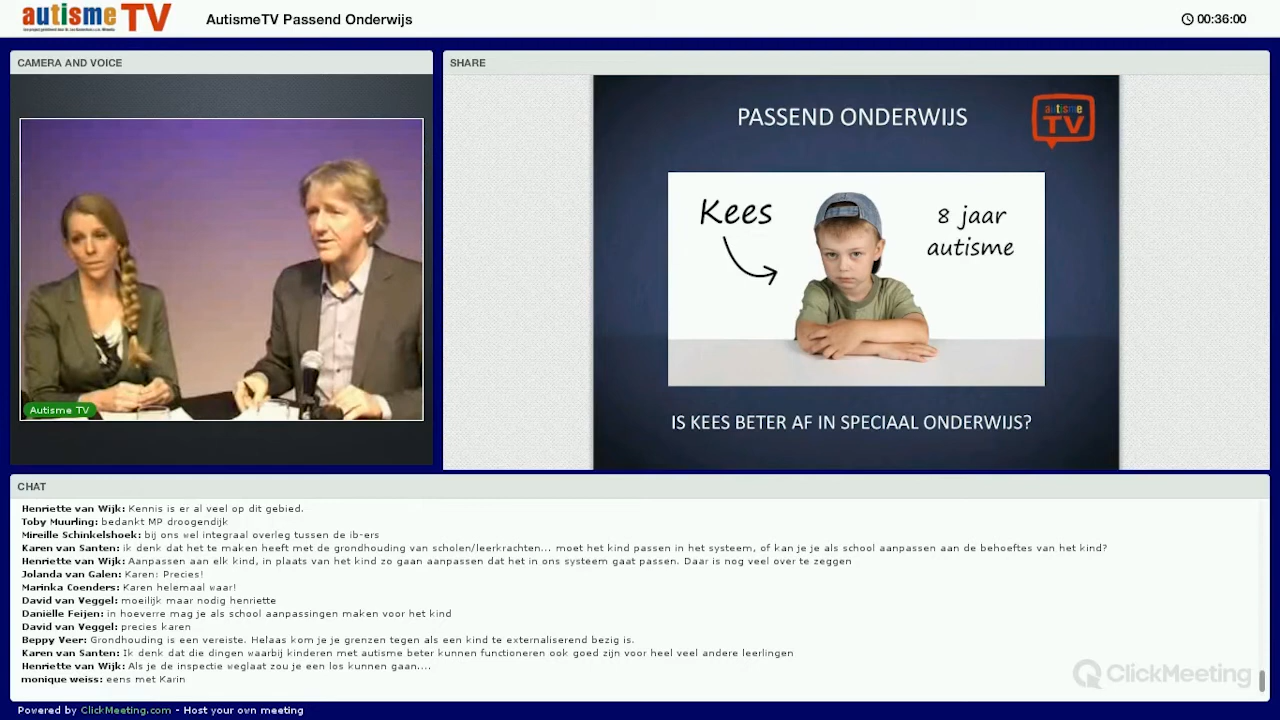 autisme TV
AutismeTV Passend Onderwijs
00:36:00
CAMERA AND VOICE
SHARE
Autisme TV
PASSEND ONDERWIJS
autisme
TV
Kees
8 jaar
autisme
IS KEES BETER AF IN SPECIAAL ONDERWIJS?
CHAT
Henriette van Wijk: Kennis is er al veel op dit gebied.
Toby Muurling: bedankt MP droogendijk
Mireille Schinkelshoek: bij ons wel integraal overleg tussen de ib-ers
Karen van Santen: ik denk dat het te maken heeft met de grondhouding van scholen/leerkrachten... moet het kind passen in het systeem, of kan je je als school aanpassen aan de behoeftes van het kind?
Henriette van Wijk: Aanpassen aan elk kind, in plaats van het kind zo gaan aanpassen dat het in ons systeem gaat passen. Daar is nog veel over te zeggen
Jolanda van Galen: Karen: Precies!
Marinka Coenders: Karen helemaal waar!
David van Veggel: moeilijk maar nodig henriette
Daniëlle Feijen: in hoeverre mag je als school aanpassingen maken voor het kind
David van Veggel: precies karen
Beppy Veer: Grondhouding is een vereiste. Helaas kom je je grenzen tegen als een kind te externaliserend bezig is.
Karen van Santen: Ik denk dat die dingen waarbij kinderen met autisme beter kunnen functioneren ook goed zijn voor heel veel andere leerlingen
Henriette van Wijk: Als je de inspectie weglaat zou je een los kunnen gaan....
monique weiss: eens met Karin
ClickMeeting
Powered by ClickMeeting.com - Host your own meeting